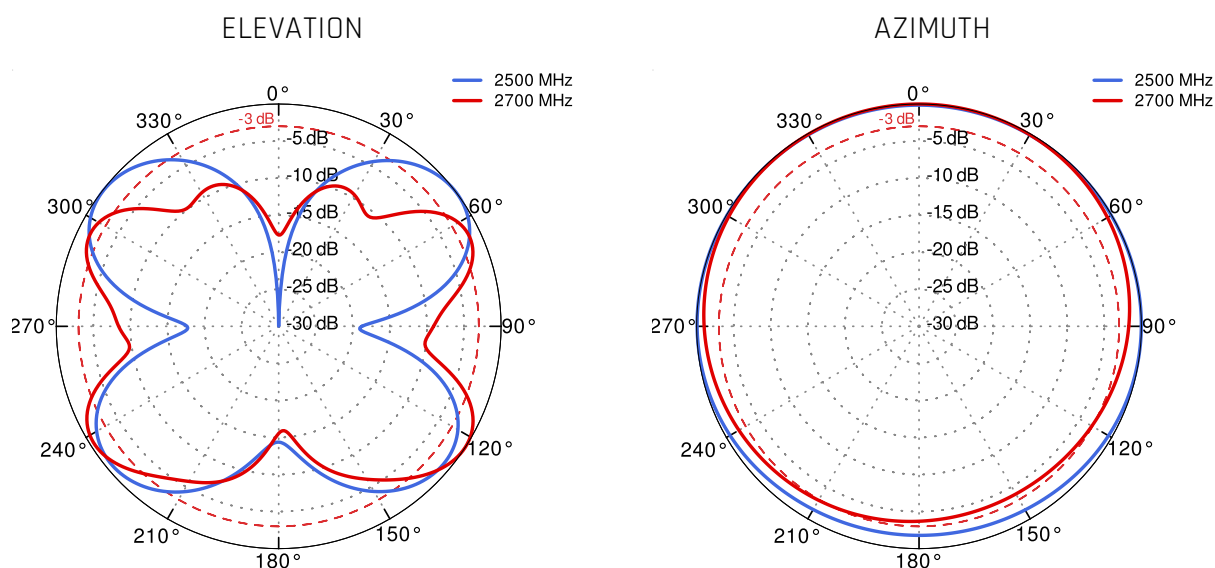 ELEVATION
2500 MHz
2700 MHz
0°
330°
-3 dB
30°
-5 dB
-10 dB
300°
-15 dB
60°
-20 dB
-25 dB
270°
-30 dB
90°
240°
120°
210°
150°
180°
AZIMUTH
2500 MHz
2700 MHz
0°
330°
-3 dB
30°
-5 dB
-10 dB
300°
-15 dB
60°
-20 dB
-25 dB
270°
-30 dB
90°
240°
120°
210°
150°
180°